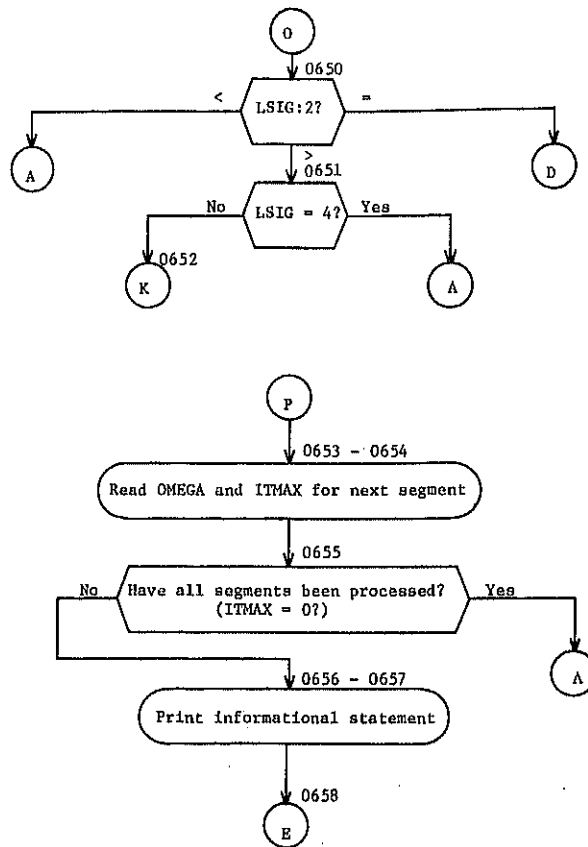 O
0650
< LSIG:2? =
A D
>
0651
No LSIG = 4? Yes
0652
K A
P
0653 - 0654
Read OMEGA and ITMAX for next segment
0655
No Have all segments been processed? Yes
(ITMAX = 0?)
A
0656 - 0657
Print informational statement
0658
E